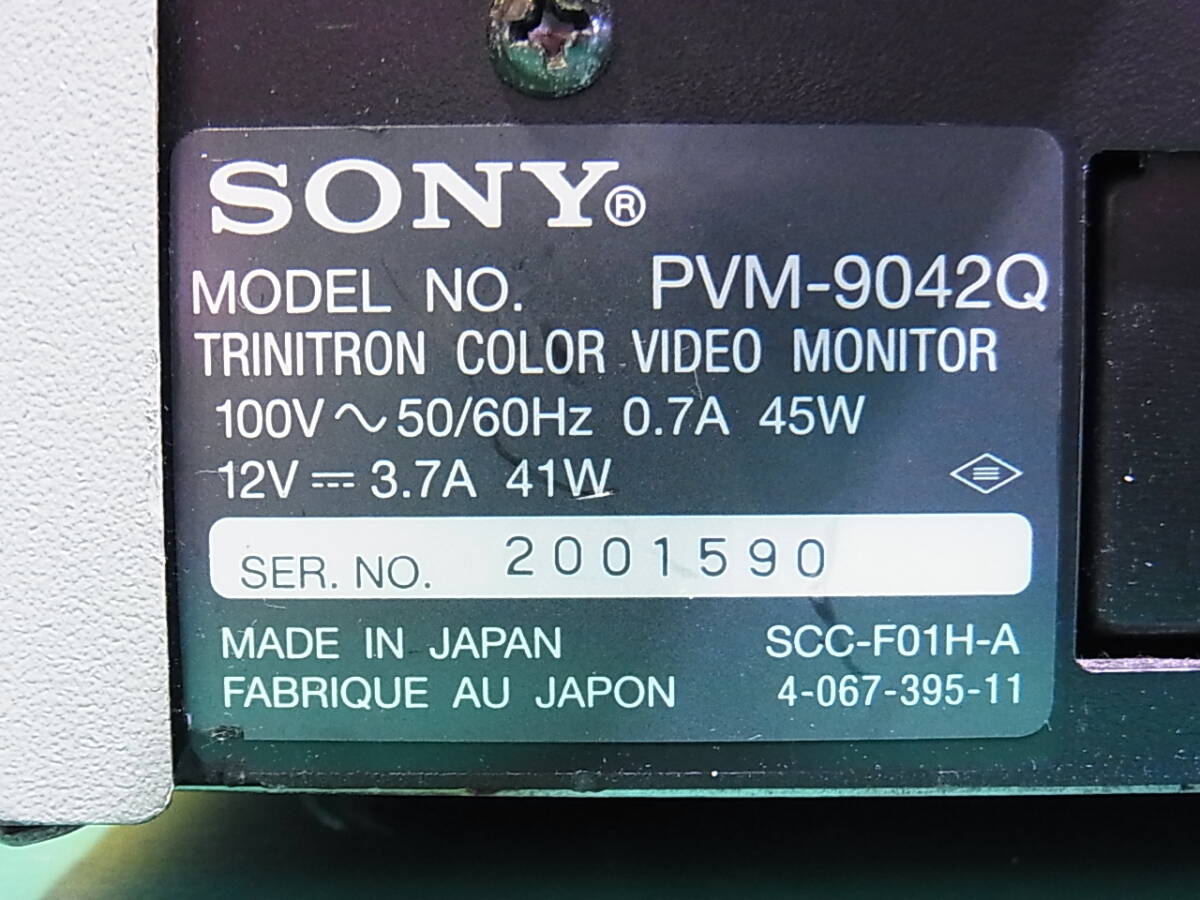 SONY®
MODEL NO. PVM-9042Q
TRINITRON COLOR VIDEO MONITOR
100V～50/60Hz 0.7A 45W
12V⎓3.7A 41W
SER. NO. 2001590
MADE IN JAPAN SCC-F01H-A
FABRIQUE AU JAPON 4-067-395-11